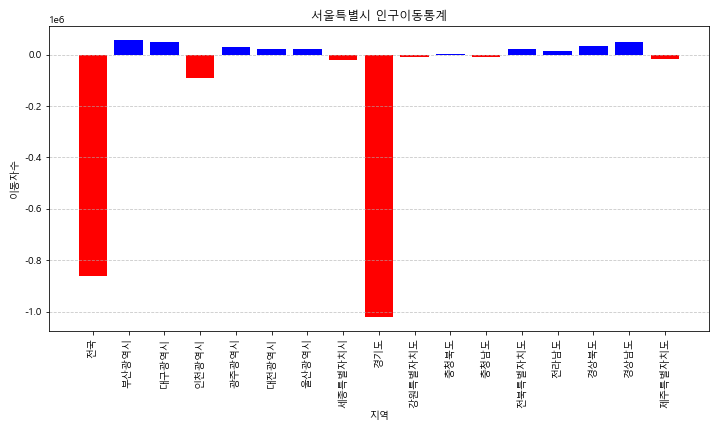 서울특별시 인구이동통계
1e6
0.0
-0.2
-0.4
-0.6
-0.8
-1.0
이동자수
전국
부산광역시
대구광역시
인천광역시
광주광역시
대전광역시
울산광역시
세종특별자치시
경기도
강원특별자치도
충청북도
충청남도
전북특별자치도
전라남도
경상북도
경상남도
제주특별자치도
지역